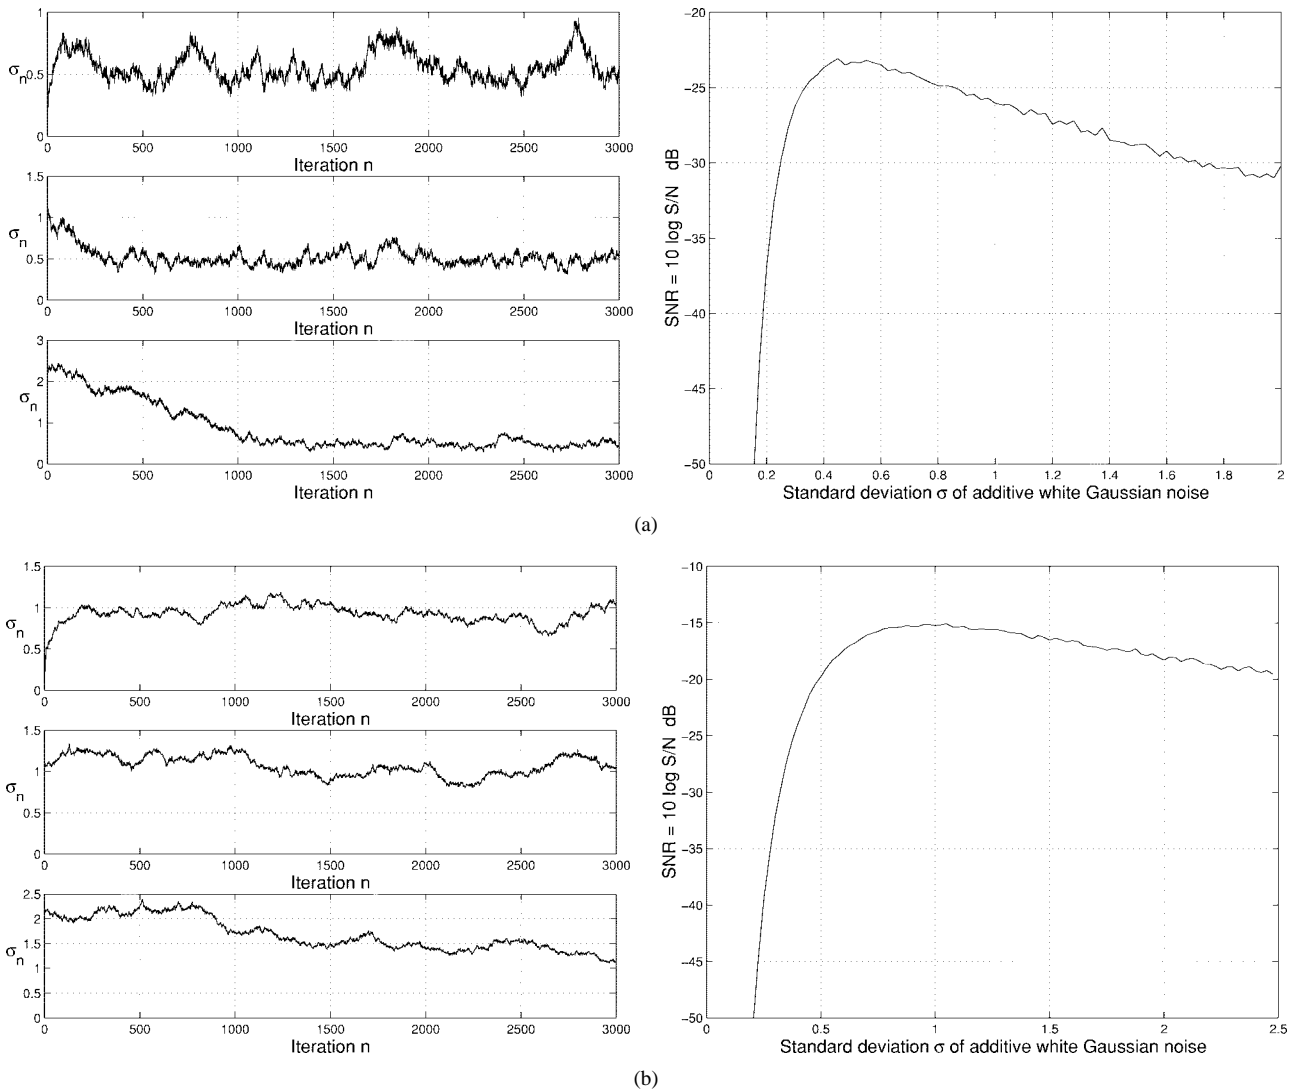 1
0.5
0
σn
0 500 1000 1500 2000 2500 3000
Iteration n
1.5
1
0.5
0
σn
0 500 1000 1500 2000 2500 3000
Iteration n
3
2
1
0
σn
0 500 1000 1500 2000 2500 3000
Iteration n
−20
−25
−30
−35
−40
−45
−50
SNR = 10 log S/N dB
0 0.2 0.4 0.6 0.8 1 1.2 1.4 1.6 1.8 2
Standard deviation σ of additive white Gaussian noise
(a)
1.5
1
0.5
0
σn
0 500 1000 1500 2000 2500 3000
Iteration n
1.5
1
0.5
0
σn
0 500 1000 1500 2000 2500 3000
Iteration n
2.5
2
1.5
1
0.5
0
σn
0 500 1000 1500 2000 2500 3000
Iteration n
−10
−15
−20
−25
−30
−35
−40
−45
−50
SNR = 10 log S/N dB
0 0.5 1 1.5 2 2.5
Standard deviation σ of additive white Gaussian noise
(b)